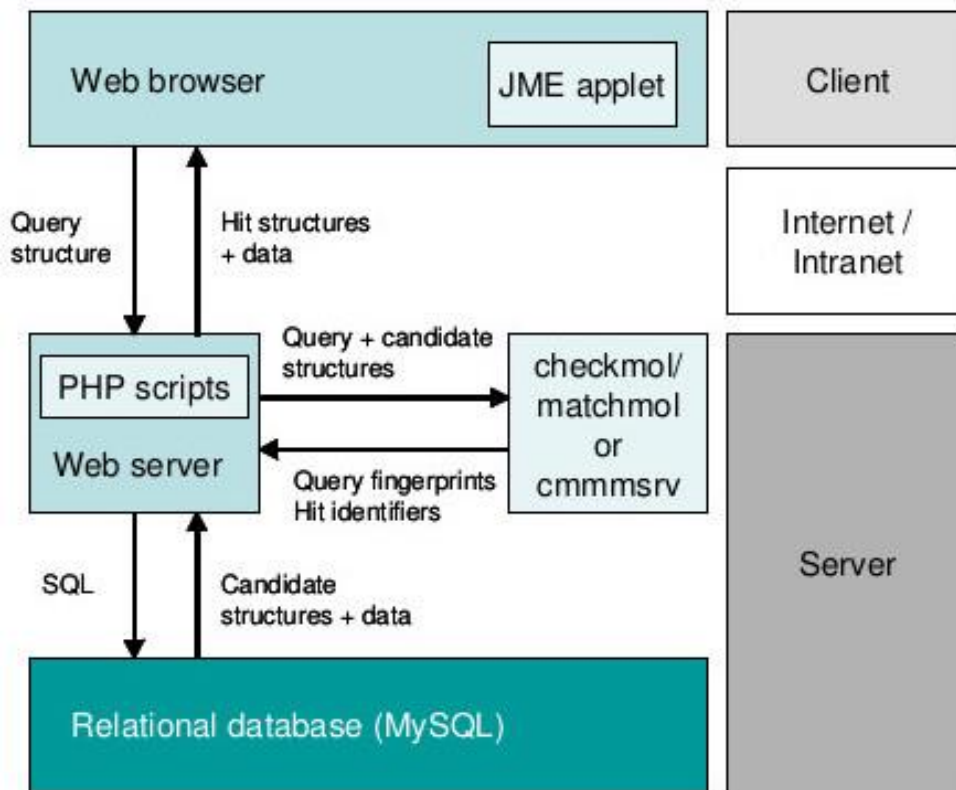 Web browser
JME applet
Client
Query
structure
Hit structures
+ data
Internet /
Intranet
PHP scripts
Web server
Query + candidate
structures
checkmol/
matchmol
or
cmmmsrv
Query fingerprints
Hit identifiers
Server
SQL
Candidate
structures + data
Relational database (MySQL)